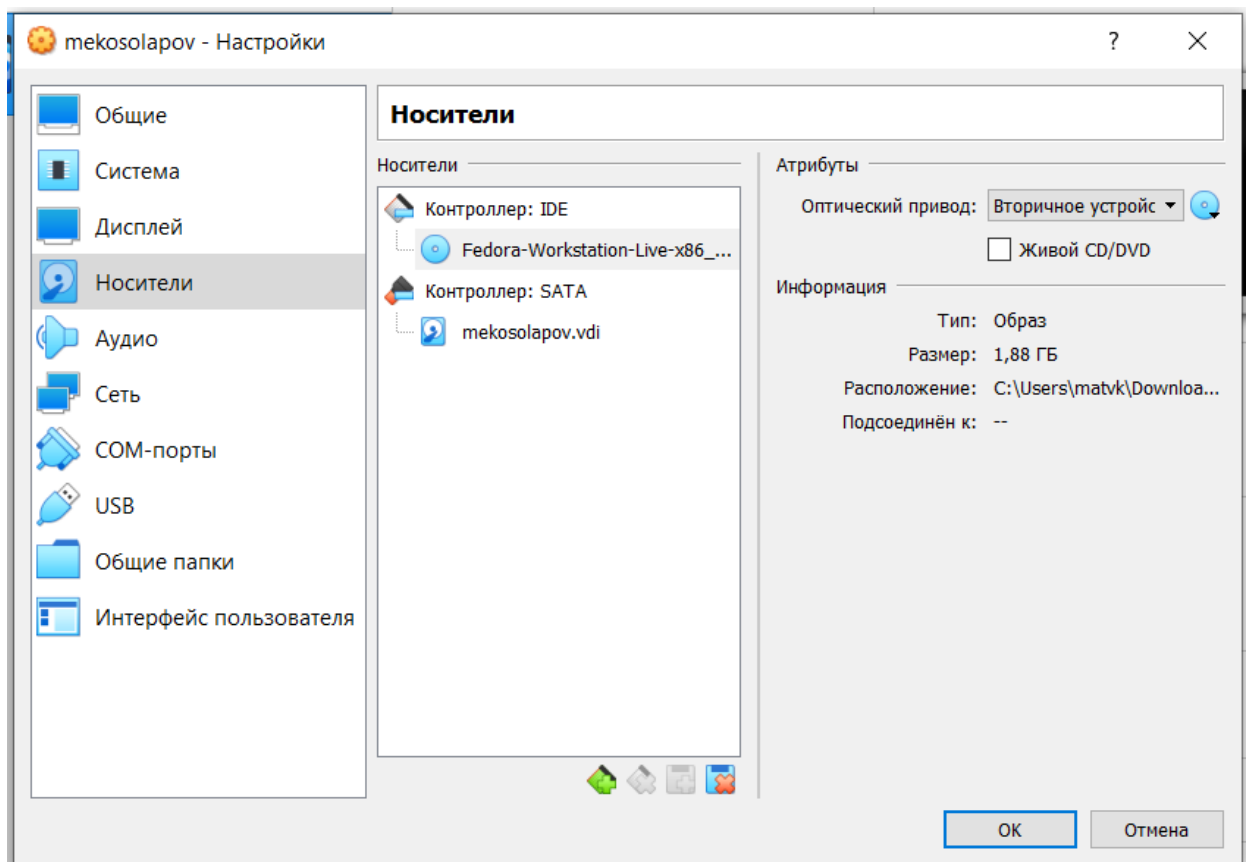 mekosolapov - Настройки
?
Общие
Система
Дисплей
Носители
Аудио
Сеть
COM-порты
USB
Общие папки
Интерфейс пользователя
Носители
Носители
Контроллер: IDE
Fedora-Workstation-Live-x86_...
Контроллер: SATA
mekosolapov.vdi
Атрибуты
Оптический привод: Вторичное устройс
Живой CD/DVD
Информация
Тип: Образ
Размер: 1,88 ГБ
Расположение: C:\Users\matvk\Downloa...
Подсоединён к: --
OK
Отмена